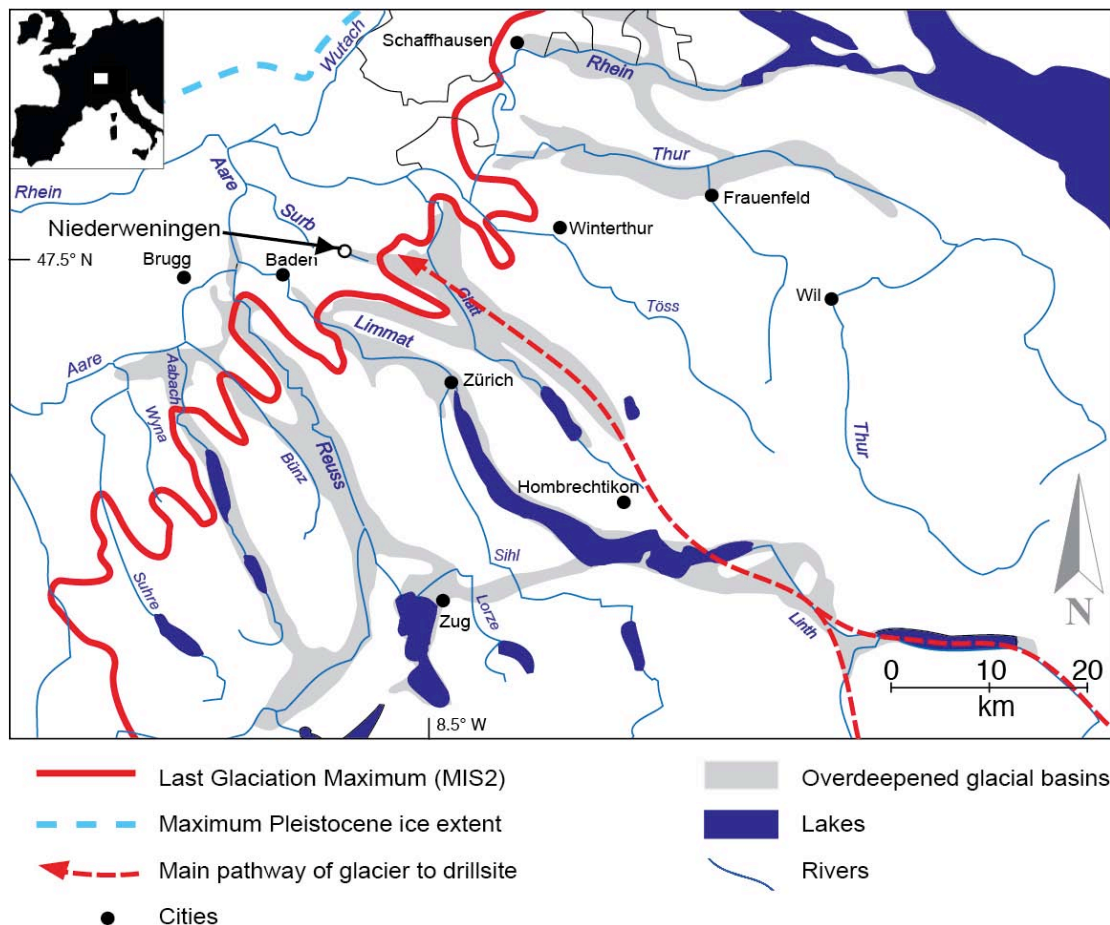 Schaffhausen
Wutach
Rhein
Aare
Thur
Rhein
Surb
Frauenfeld
Niederweningen
Winterthur
47.5° N
Brugg
Baden
Glatt
Wil
Töss
Limmat
Aare
Aabach
Zürich
Wyna
Thur
Bünz
Reuss
Hombrechtikon
Sihl
Suhre
Zug
Lorze
Linth
N
0 10 20
km
8.5° W
Last Glaciation Maximum (MIS2)
Overdeepened glacial basins
Maximum Pleistocene ice extent
Lakes
Main pathway of glacier to drillsite
Rivers
Cities